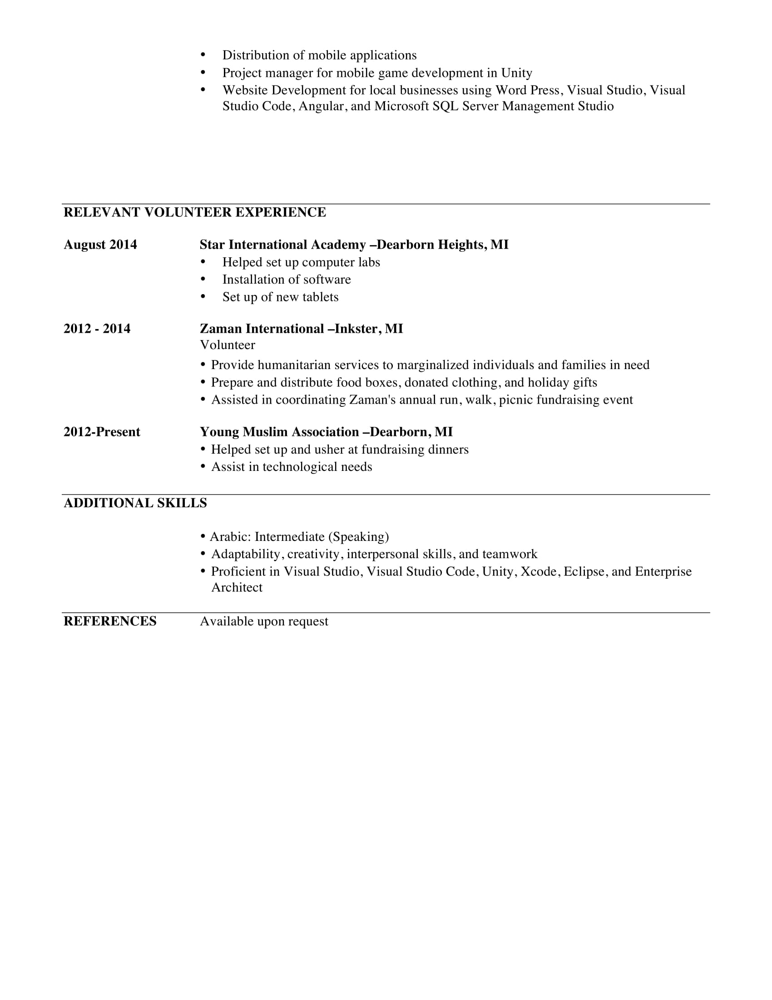 • Distribution of mobile applications
• Project manager for mobile game development in Unity
• Website Development for local businesses using Word Press, Visual Studio, Visual
Studio Code, Angular, and Microsoft SQL Server Management Studio
RELEVANT VOLUNTEER EXPERIENCE
August 2014 Star International Academy –Dearborn Heights, MI
• Helped set up computer labs
• Installation of software
• Set up of new tablets
2012 - 2014 Zaman International –Inkster, MI
Volunteer
• Provide humanitarian services to marginalized individuals and families in need
• Prepare and distribute food boxes, donated clothing, and holiday gifts
• Assisted in coordinating Zaman's annual run, walk, picnic fundraising event
2012-Present Young Muslim Association –Dearborn, MI
• Helped set up and usher at fundraising dinners
• Assist in technological needs
ADDITIONAL SKILLS
• Arabic: Intermediate (Speaking)
• Adaptability, creativity, interpersonal skills, and teamwork
• Proficient in Visual Studio, Visual Studio Code, Unity, Xcode, Eclipse, and Enterprise
Architect
REFERENCES Available upon request